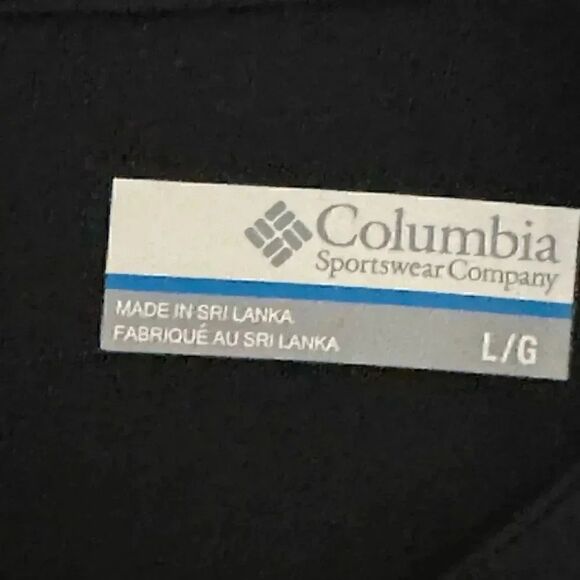 Columbia
Sportswear Company
MADE IN SRI LANKA
FABRIQUÉ AU SRI LANKA
L/G